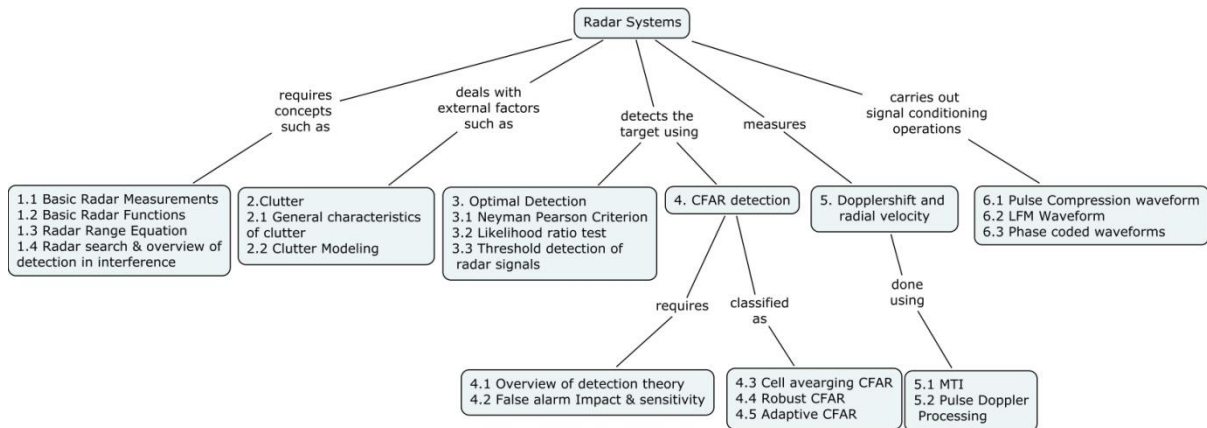 Radar Systems
requires
concepts
such as
deals with
external factors
such as
detects the
target using
measures
carries out
signal conditioning
operations
1.1 Basic Radar Measurements
1.2 Basic Radar Functions
1.3 Radar Range Equation
1.4 Radar search & overview of
detection in interference
2.Clutter
2.1 General characteristics
of clutter
2.2 Clutter Modeling
3. Optimal Detection
3.1 Neyman Pearson Criterion
3.2 Likelihood ratio test
3.3 Threshold detection of
radar signals
4. CFAR detection
5. Dopplershift and
radial velocity
6.1 Pulse Compression waveform
6.2 LFM Waveform
6.3 Phase coded waveforms
requires
classified
as
done
using
4.1 Overview of detection theory
4.2 False alarm Impact & sensitivity
4.3 Cell avearging CFAR
4.4 Robust CFAR
4.5 Adaptive CFAR
5.1 MTI
5.2 Pulse Doppler
Processing